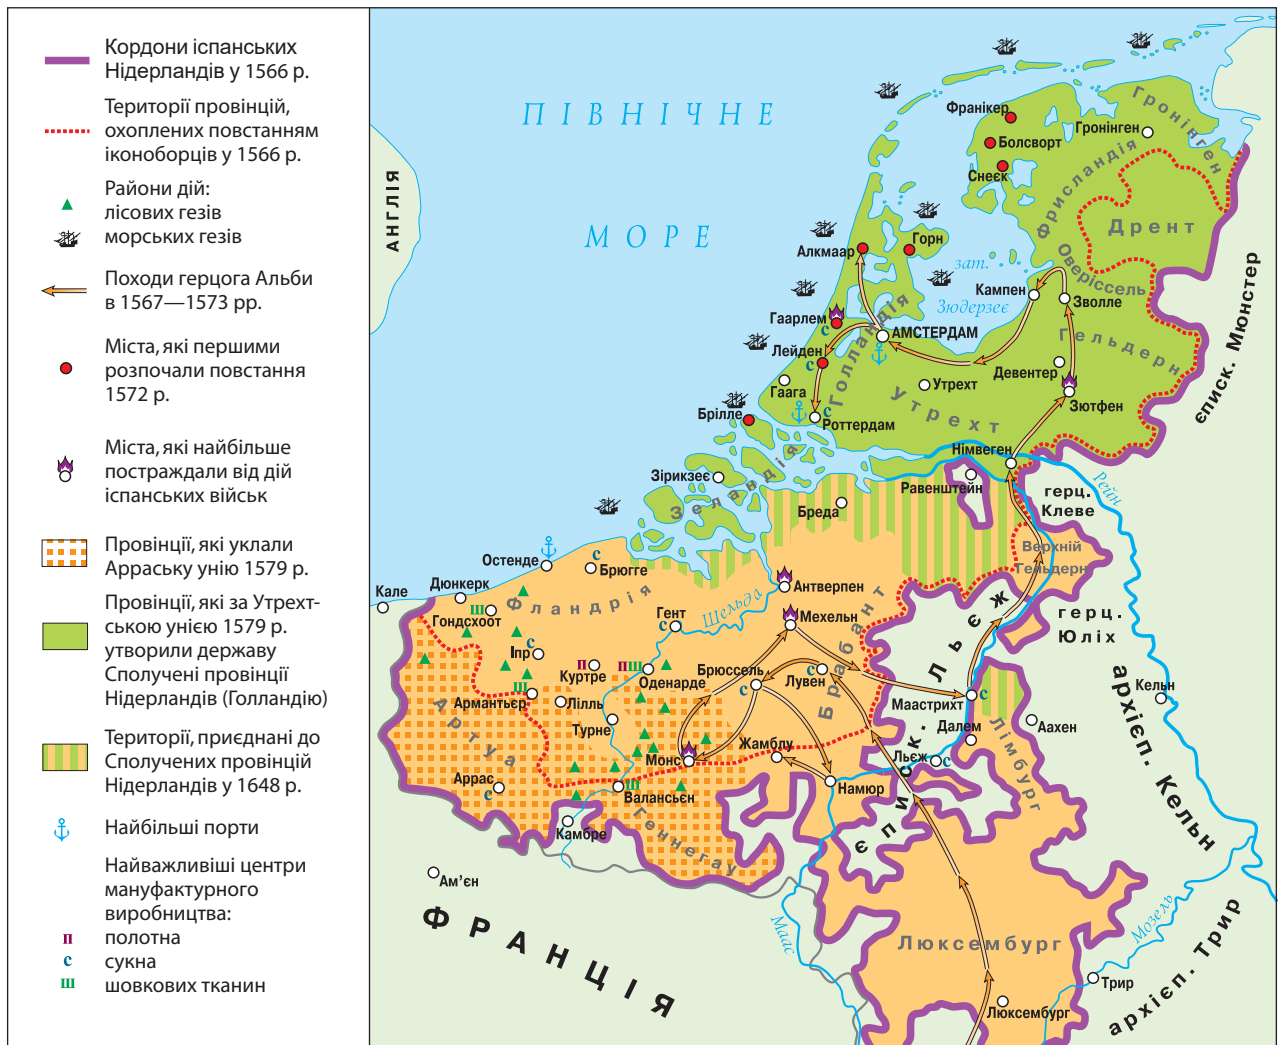 Кордони іспанських
Нідерландів у 1566 р.
Території провінцій,
охоплених повстанням
іконоборців у 1566 р.
Райони дій:
лісових гезів
морських гезів
Походи герцога Альби
в 1567—1573 рр.
Міста, які першими
розпочали повстання
1572 р.
Міста, які найбільше
постраждали від дій
іспанських військ
Провінції, які уклали
Арраську унію 1579 р.
Провінції, які за Утрехт-
ською унією 1579 р.
утворили державу
Сполучені провінції
Нідерландів (Голландію)
Території, приєднані до
Сполучених провінцій
Нідерландів у 1648 р.
Найбільші порти
Найважливіші центри
мануфактурного
виробництва:
п полотна
с сукна
ш шовкових тканин
ПІВНІЧНЕ
МОРЕ
АНГЛІЯ
Франікер
Болсворт
Снеєк
Гронінген
Гронінген
Фрисландія
Дрент
Оверіссель
Алкмаар
Горн
зат.
Зюдерзеє
Кампен
Зволле
Гаарлем
с
АМСТЕРДАМ
Лейден
с
Голландія
Гельдерн
Девентер
Гаага
Утрехт
Утрехт
Зютфен
єписк. Мюнстер
Брілле
с
Роттердам
Німвеген
Зірикзеє
Зеландія
Равенштейн
Бреда
герц.
Клеве
Рейн
Верхній
Гельдерн
Остенде
с
Брюгге
Антверпен
Кале
Дюнкерк
ш
Гондсхоот
Фландрія
Шельда
Гент
с
Мехельн
герц.
Юліх
Іпр
с
п
Куртре
п ш
Оденарде
Брюссель
с
с
Лувен
Брабант
єписк. Льєж
Маастрихт
с
архієп. Кельн
Кельн
ш
Армантьєр
Лілль
Турне
Далем
Аахен
Лімбург
Артуа
Жамблу
Монс
Льєж
с
Аррас
с
ш
Валансьєн
Намюр
Геннегау
Камбре
Ам’єн
ФРАНЦІЯ
Маас
Люксембург
Люксембург
Мозель
Трир
архієп. Трир